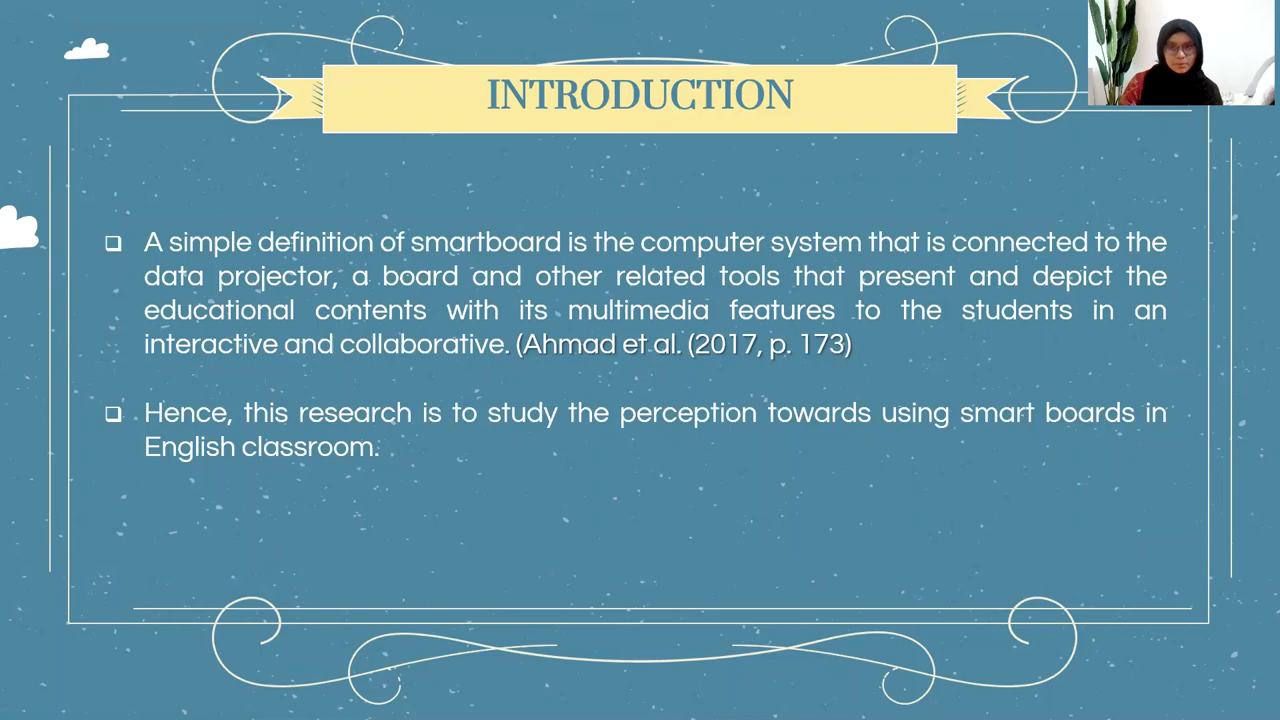 INTRODUCTION
❑ A simple definition of smartboard is the computer system that is connected to the
data projector, a board and other related tools that present and depict the
educational contents with its multimedia features to the students in an
interactive and collaborative. (Ahmad et al. (2017, p. 173)
❑ Hence, this research is to study the perception towards using smart boards in
English classroom.